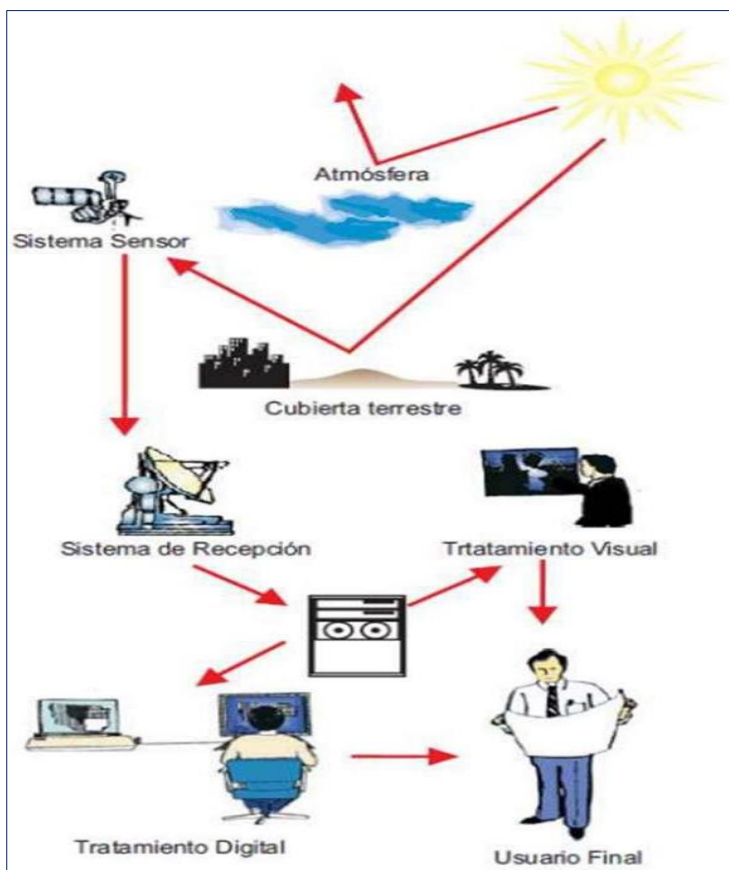 Atmósfera
Sistema Sensor
Cubierta terrestre
Sistema de Recepción
Trtatamiento Visual
Tratamiento Digital
Usuario Final